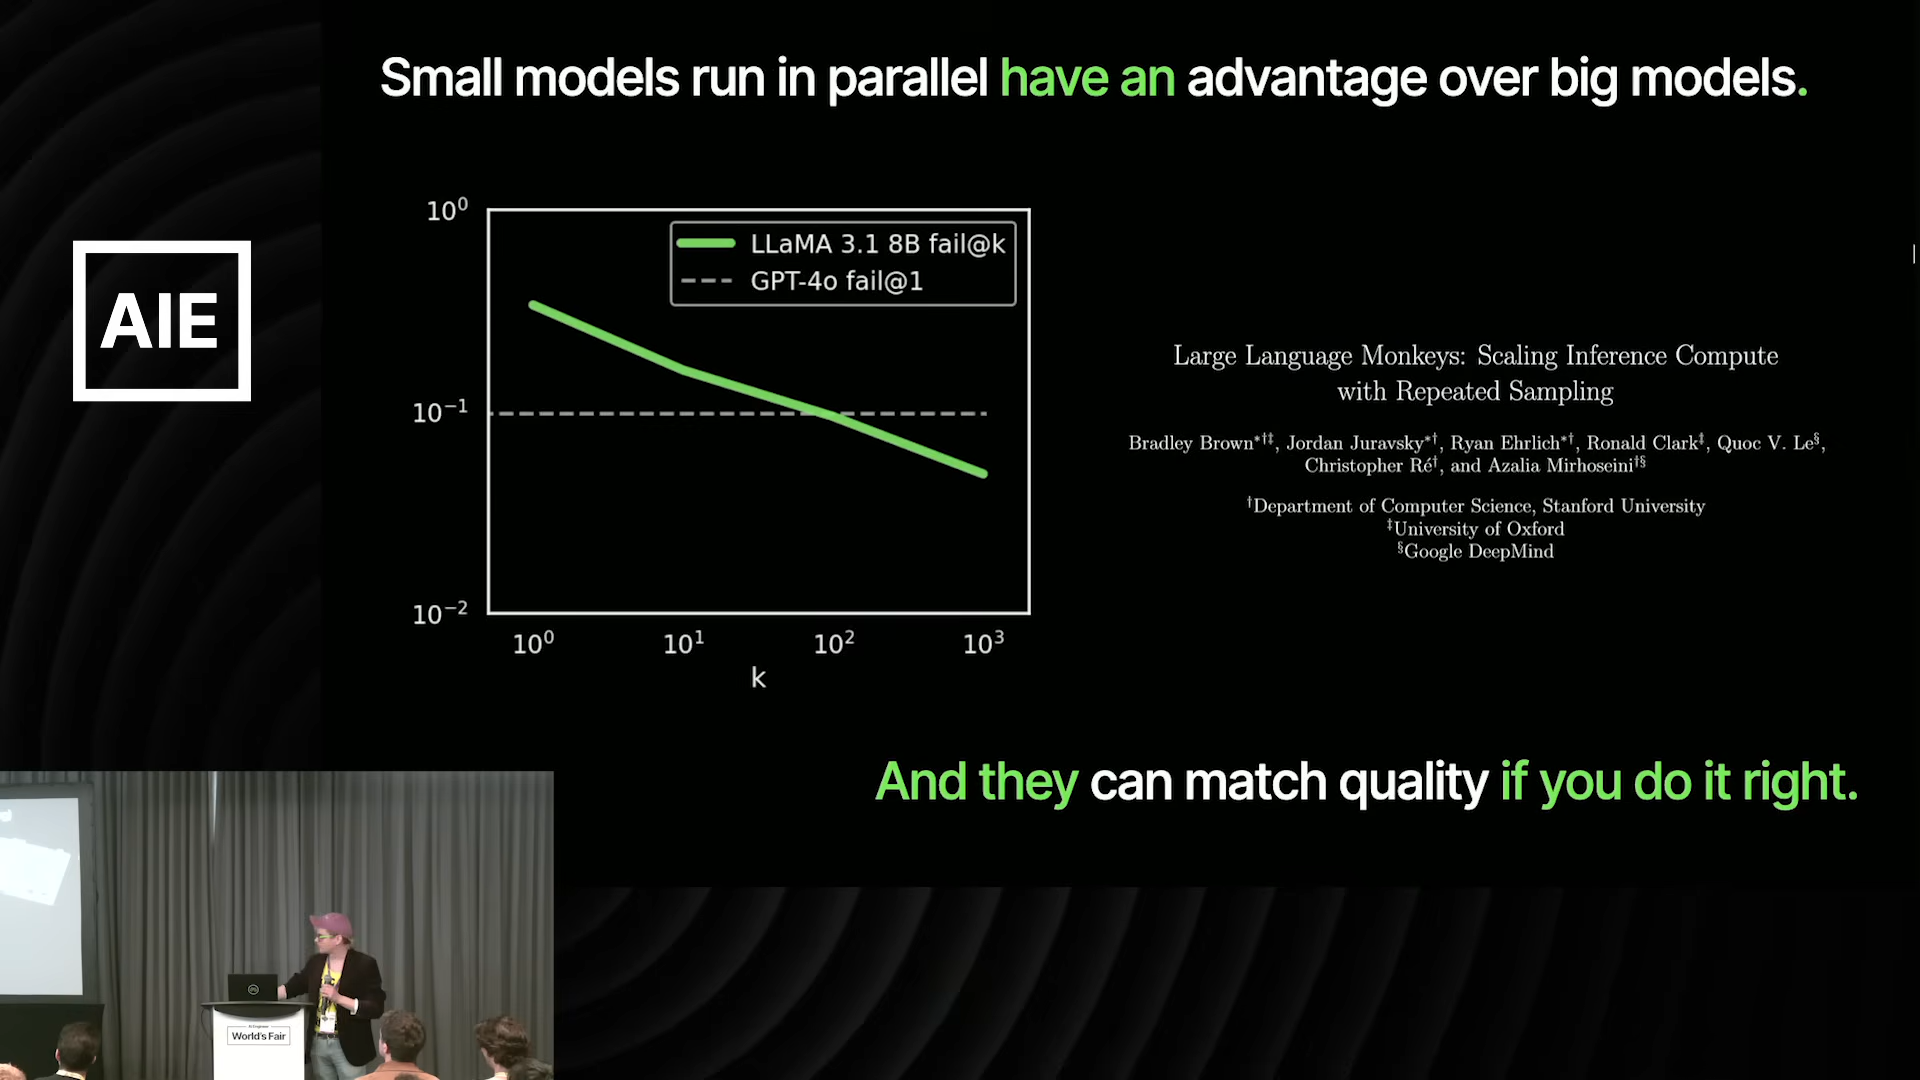 Small models run in parallel have an advantage over big models.
AIE
10⁰
LLaMA 3.1 8B fail@k
GPT-4o fail@1
10⁻¹
10⁻²
10⁰ 10¹ 10² 10³
k
Large Language Monkeys: Scaling Inference Compute
with Repeated Sampling
Bradley Brown*†‡, Jordan Juravsky*†, Ryan Ehrlich*†, Ronald Clark‡, Quoc V. Le§,
Christopher Ré†, and Azalia Mirhoseini†§
†Department of Computer Science, Stanford University
‡University of Oxford
§Google DeepMind
And they can match quality if you do it right.
AI Engineer
World's Fair